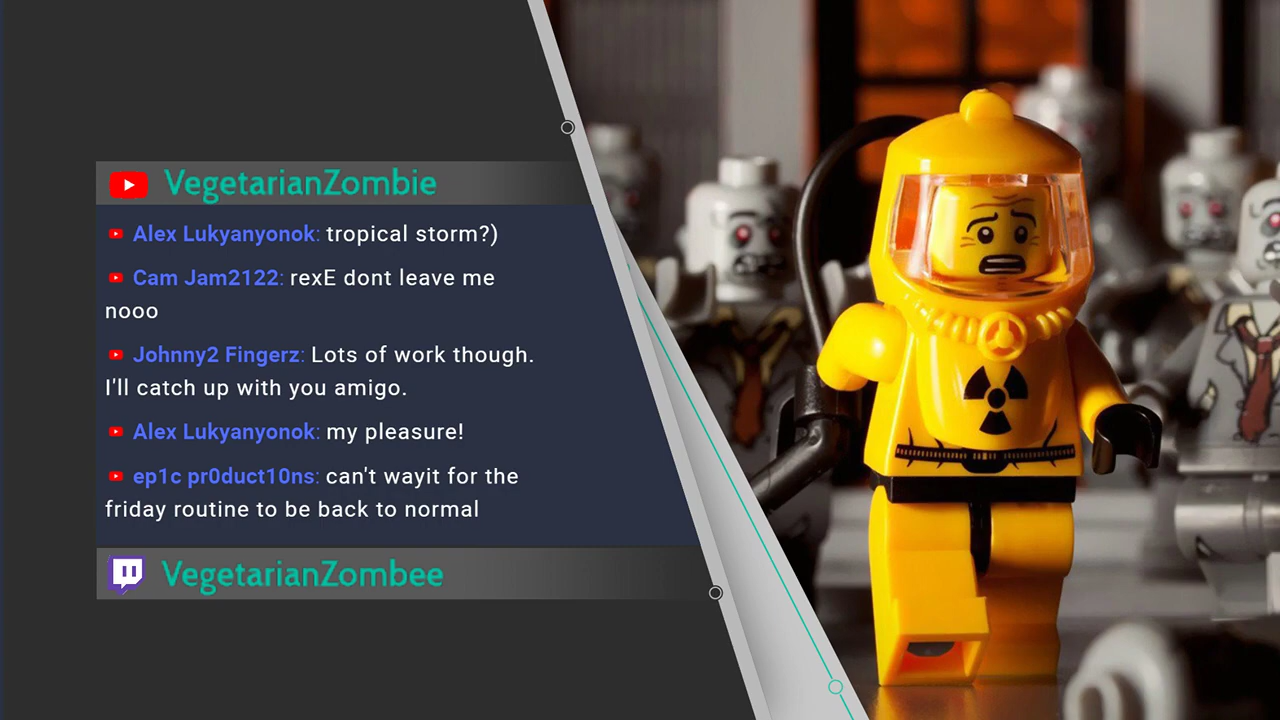 VegetarianZombie
Alex Lukyanyonok: tropical storm?)
Cam Jam2122: rexE dont leave me
nooo
Johnny2 Fingerz: Lots of work though.
I'll catch up with you amigo.
Alex Lukyanyonok: my pleasure!
ep1c pr0duct10ns: can't wayit for the
friday routine to be back to normal
VegetarianZombee